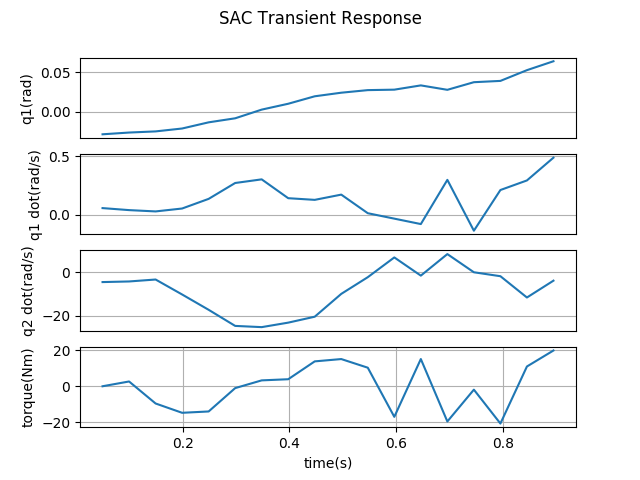 SAC Transient Response
q1(rad)
0.05
0.00
q1 dot(rad/s)
0.5
0.0
q2 dot(rad/s)
0
−20
torque(Nm)
20
0
−20
0.2 0.4 0.6 0.8
time(s)